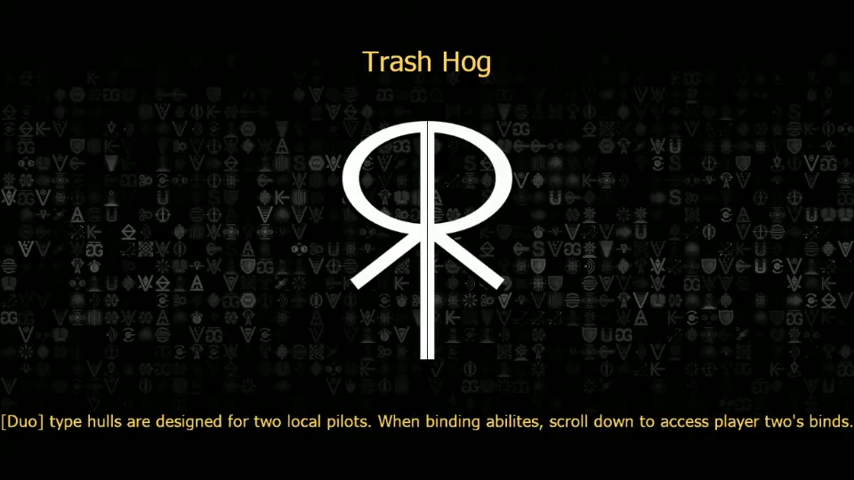 Trash Hog
[Duo] type hulls are designed for two local pilots. When binding abilites, scroll down to access player two's binds.